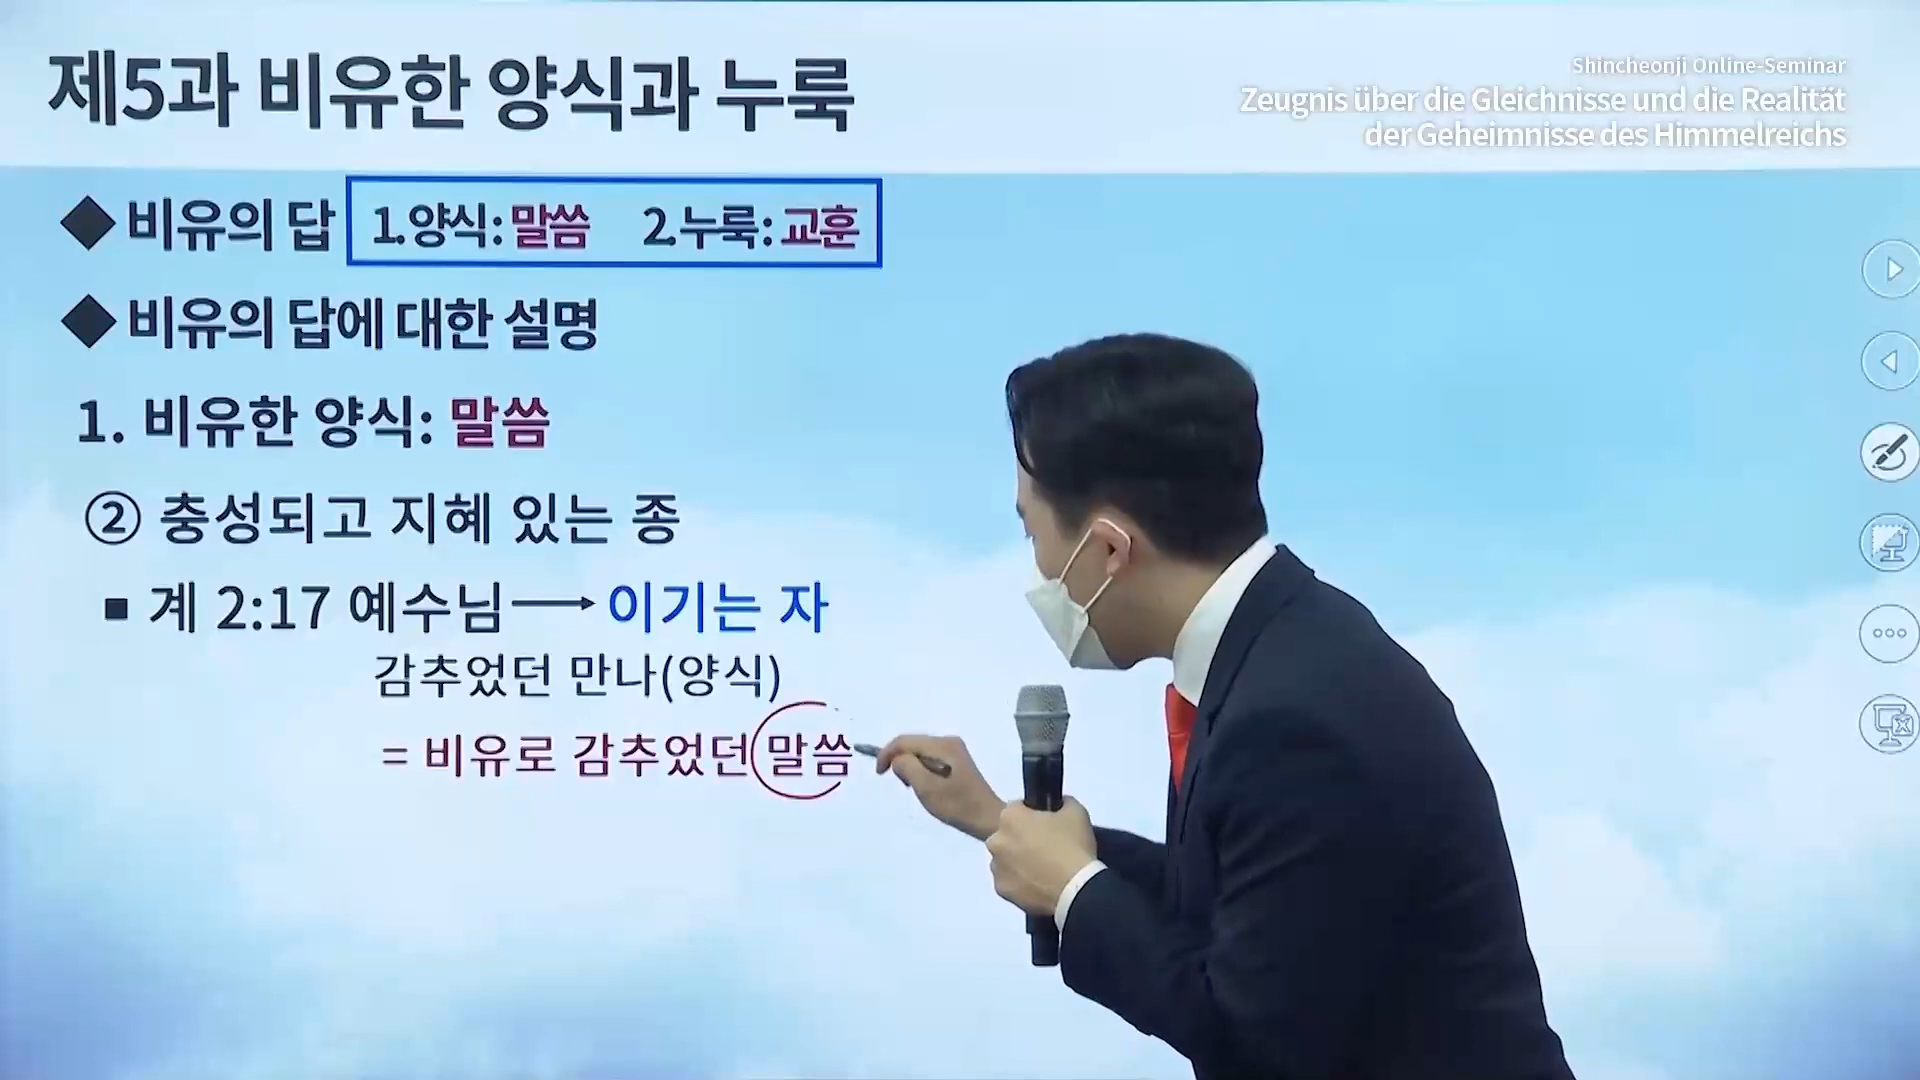 제5과 비유한 양식과 누룩
Shincheonji Online-Seminar
Zeugnis über die Gleichnisse und die Realität
der Geheimnisse des Himmelreichs
◆ 비유의 답 1.양식: 말씀 2.누룩: 교훈
◆ 비유의 답에 대한 설명
1. 비유한 양식: 말씀
② 충성되고 지혜 있는 종
▪ 계 2:17 예수님 → 이기는 자
감추었던 만나(양식)
= 비유로 감추었던 말씀